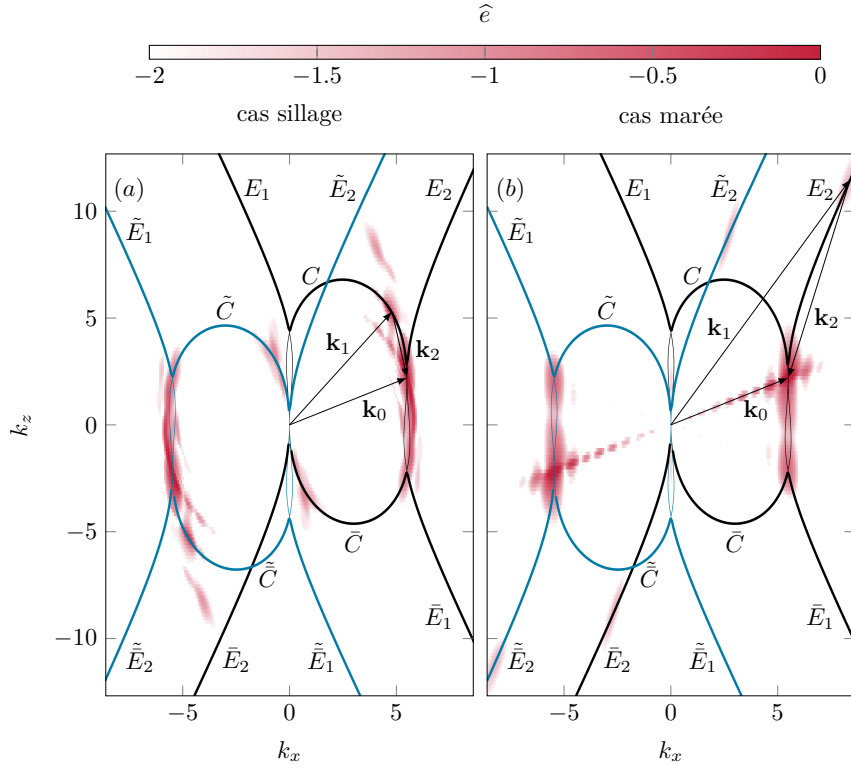 ê
−2 −1.5 −1 −0.5 0
cas sillage cas marée
(a) E₁ Ẽ₂ E₂ (b) E₁ Ẽ₂ E₂
Ẽ₁ Ẽ₁
C̃ C C̃ C
k₁ k₂ k₁ k₂
k₀ k₀
C̄ C̄
C̄̃ C̄̃
Ē₁ Ē₁
Ē̃₂ Ē₂ Ē̃₁ Ē̃₂ Ē₂ Ē̃₁
10
5
0
−5
−10
k_z
−5 0 5 −5 0 5
k_x k_x